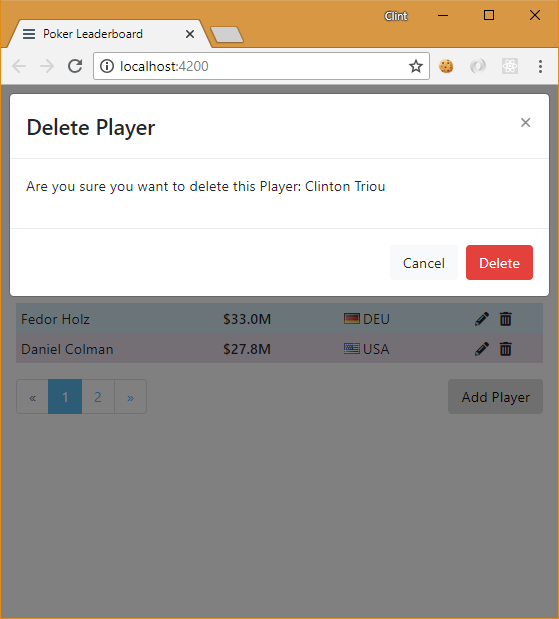 Clint
Poker Leaderboard
localhost:4200
Delete Player
×
Are you sure you want to delete this Player: Clinton Triou
Cancel Delete
Fedor Holz $33.0M DEU
Daniel Colman $27.8M USA
« 1 2 » Add Player